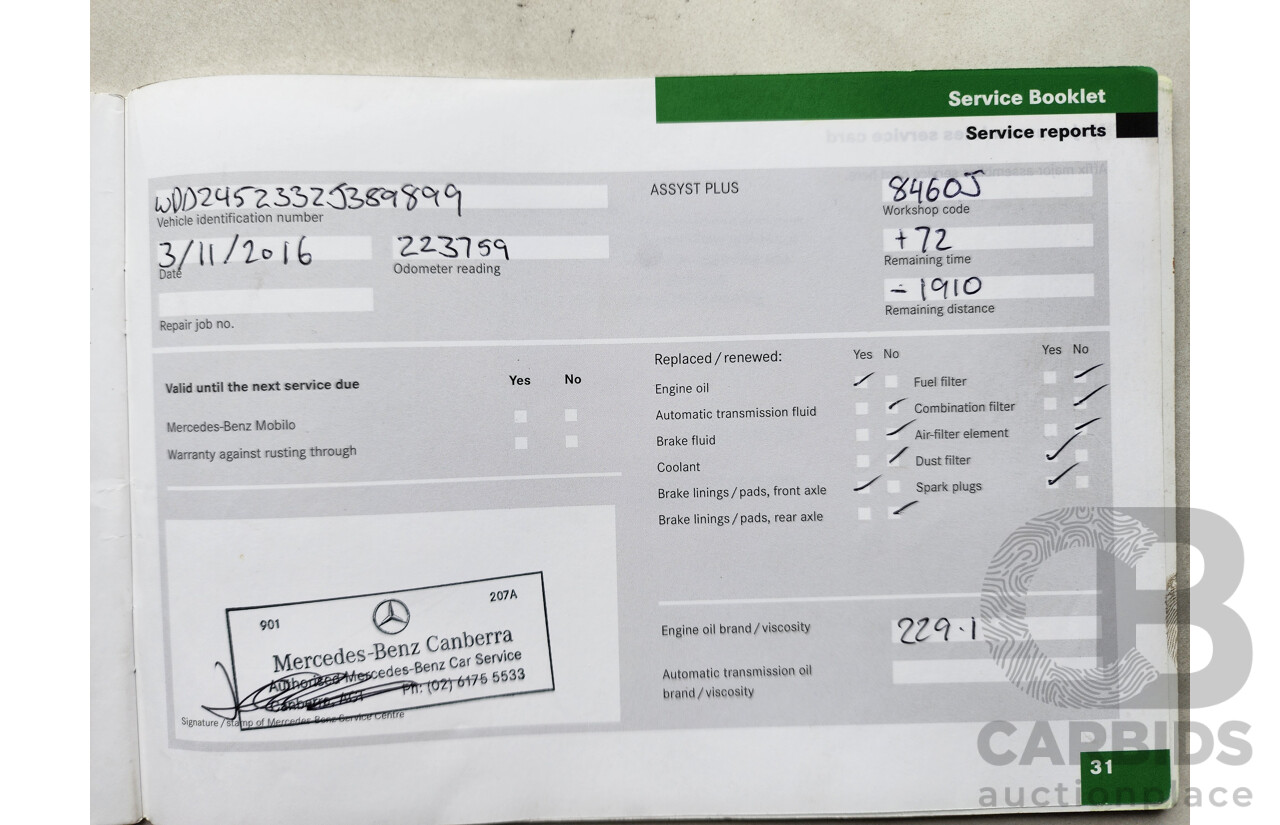 Service Booklet
Service reports
WDD2452332J389899
Vehicle identification number
3/11/2016
Date
223759
Odometer reading
Repair job no.
ASSYST PLUS
8460J
Workshop code
+72
Remaining time
- 1910
Remaining distance
Valid until the next service due
Yes No
Mercedes-Benz Mobilo
Warranty against rusting through
Replaced / renewed:
Yes No
Engine oil
Automatic transmission fluid
Brake fluid
Coolant
Brake linings / pads, front axle
Brake linings / pads, rear axle
Yes No
Fuel filter
Combination filter
Air-filter element
Dust filter
Spark plugs
Engine oil brand / viscosity
229.1
Automatic transmission oil
brand / viscosity
901
207A
Mercedes-Benz Canberra
Authorised Mercedes-Benz Car Service
Canberra, ACT Ph: (02) 6175 5533
Signature / stamp of Mercedes-Benz Service Centre
31
CB
CARBIDS
auctionplace